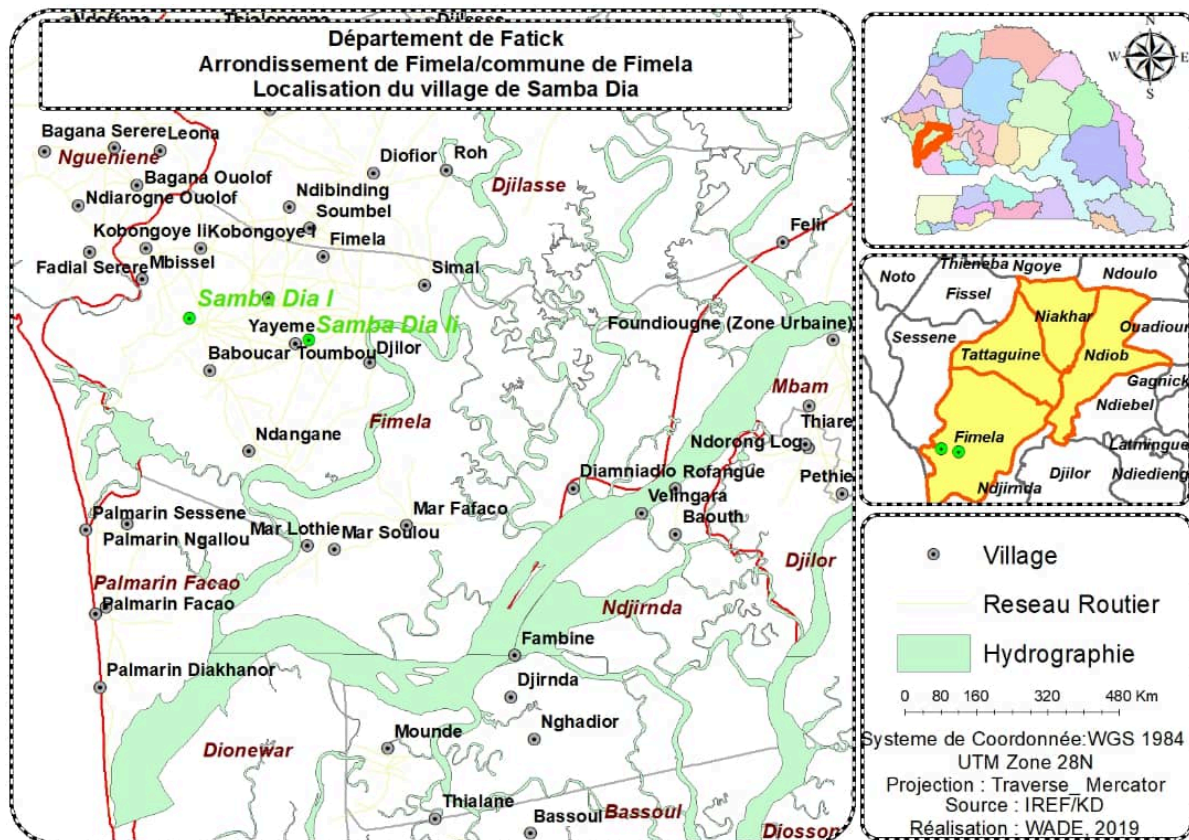 Ndoffane
Thialengane
Djilasse
Département de Fatick
Arrondissement de Fimela/commune de Fimela
Localisation du village de Samba Dia
Bagana Serere
Leona
Ngueniene
Diofior
Roh
Bagana Ouolof
Djilasse
Ndiarogne Ouolof
Ndibinding
Soumbel
Kobongoye Ii
Kobongoye I
Fimela
Felir
Fadial Serere
Mbissel
Simal
Samba Dia I
Yayeme
Samba Dia Ii
Foundiougne (Zone Urbaine)
Baboucar Toumbou
Djilor
Mbam
Fimela
Thiare
Ndangane
Ndorong Log
Diamniadio Rofangue
Pethie
Velingara
Mar Fafaco
Palmarin Sessene
Baouth
Palmarin Ngallou
Mar Lothie
Mar Soulou
Djilor
Palmarin Facao
Palmarin Facao
Ndjirnda
Fambine
Palmarin Diakhanor
Djirnda
Nghadior
Dionewar
Mounde
Thialane
Bassoul
Bassoul
Diosson
N
W
E
S
Noto
Thieneba
Ngoye
Ndoulo
Fissel
Sessene
Niakhar
Ouadiour
Tattaguine
Ndiob
Gagnick
Ndiebel
Fimela
Latmingue
Djilor
Ndiedieng
Ndjirnda
Village
Reseau Routier
Hydrographie
0 80 160 320 480 Km
Systeme de Coordonnée:WGS 1984
UTM Zone 28N
Projection : Traverse_ Mercator
Source : IREF/KD
Réalisation : WADE, 2019